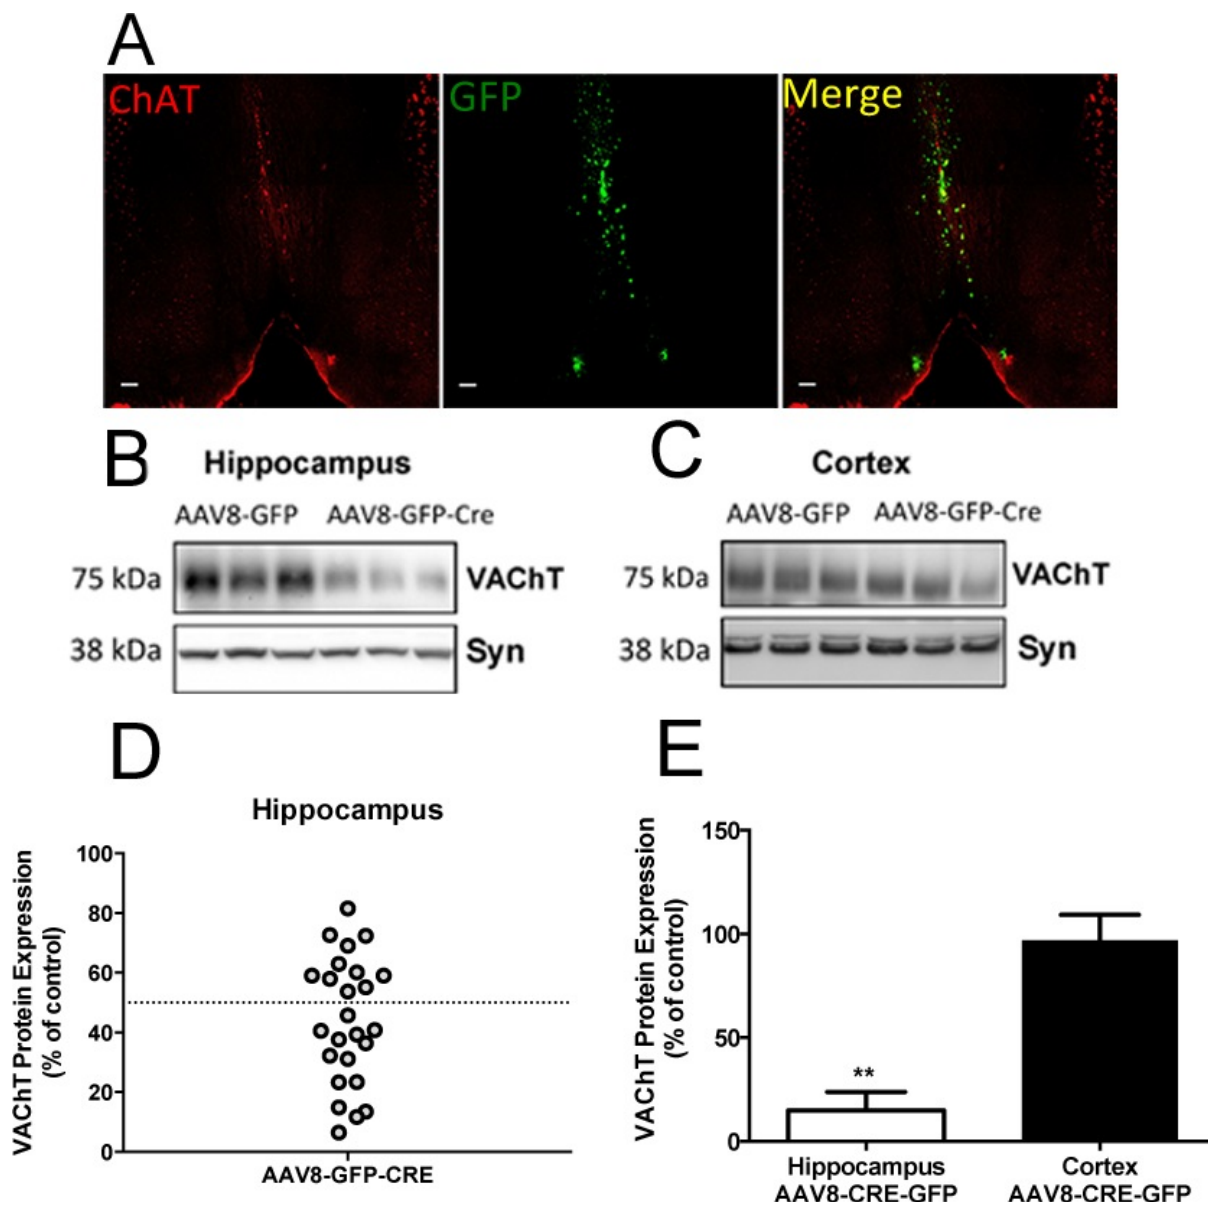 A
ChAT GFP Merge
B C
Hippocampus Cortex
AAV8-GFP AAV8-GFP-Cre AAV8-GFP AAV8-GFP-Cre
75 kDa VAChT 75 kDa VAChT
38 kDa Syn 38 kDa Syn
D E
Hippocampus
VAChT Protein Expression
(% of control)
100
80
60
40
20
0
AAV8-GFP-CRE
VAChT Protein Expression
(% of control)
150
100
50
0
**
Hippocampus Cortex
AAV8-CRE-GFP AAV8-CRE-GFP